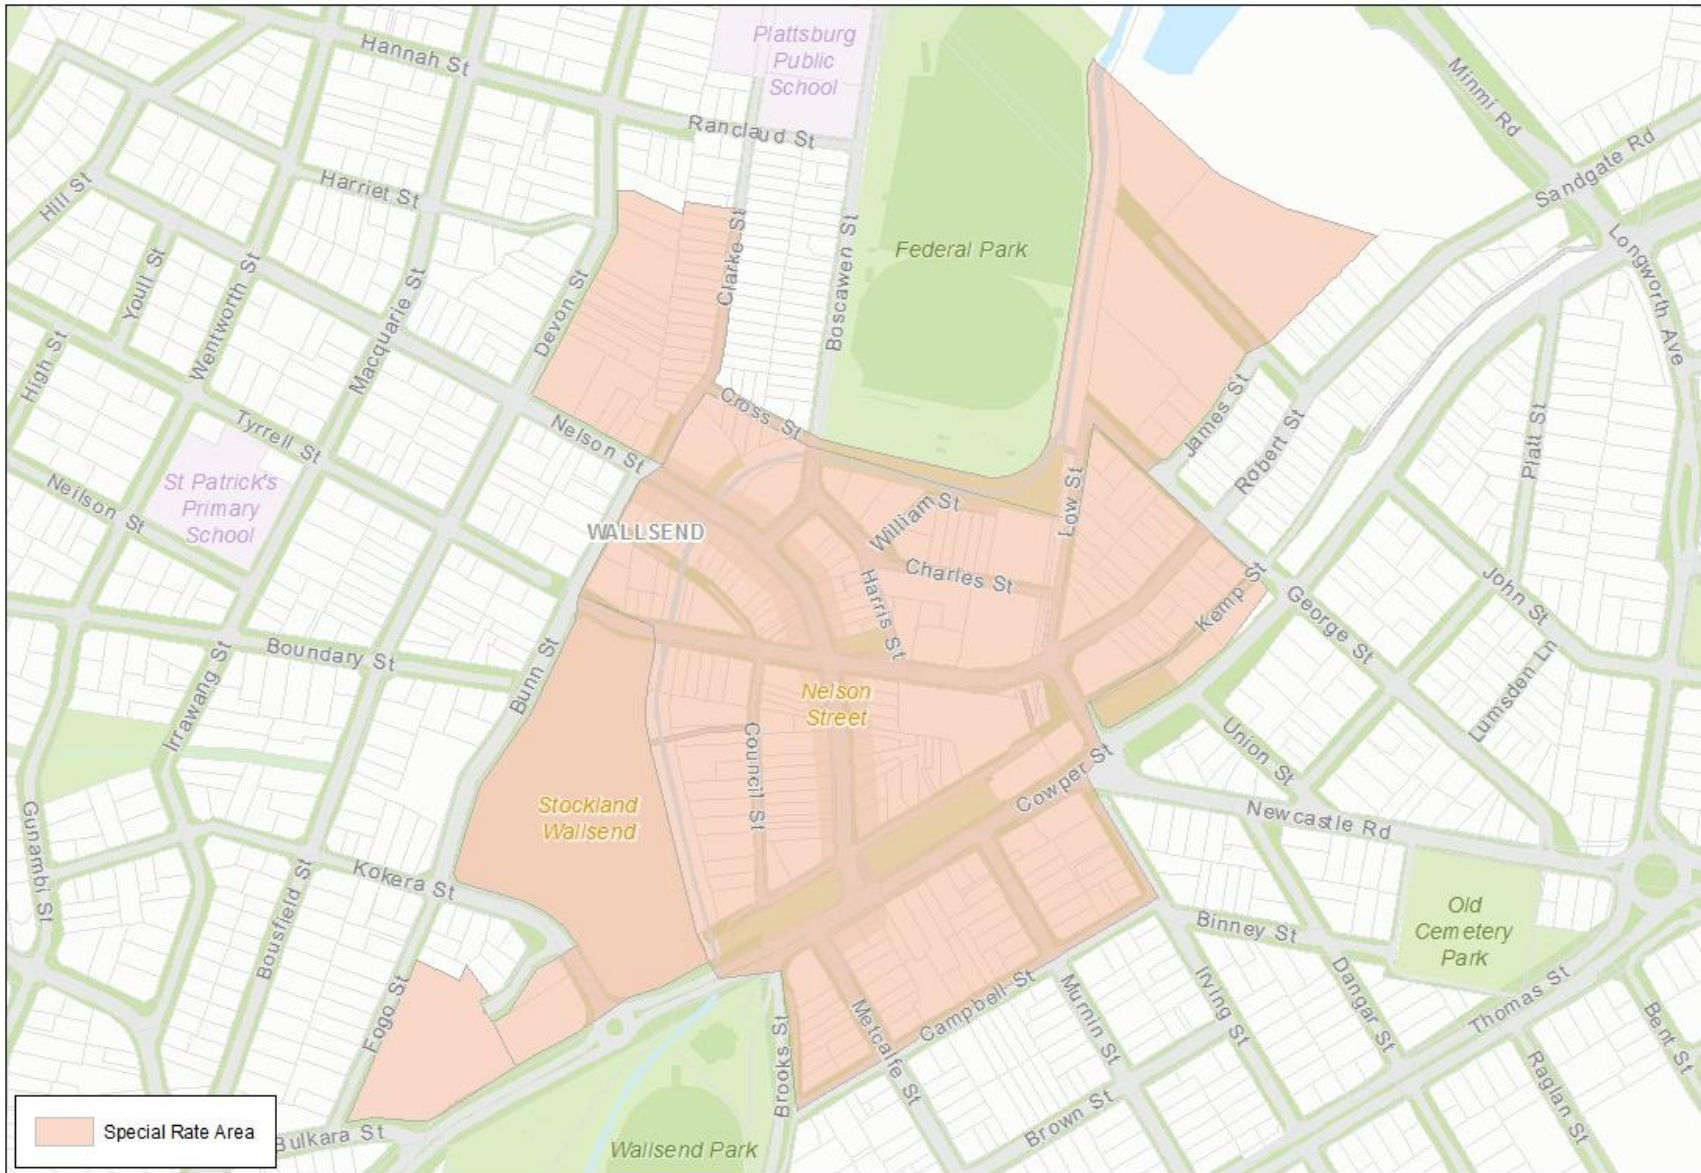 Hannah St
Plattsburg
Public
School
Ranclaud St
Minmi Rd
Sandgate Rd
Hill St
Harriet St
Clarke St
Boscawen St
Federal Park
Longworth Ave
Youll St
Wentworth St
Macquarie St
Devon St
High St
Tyrrell St
Nelson St
Cross St
James St
Robert St
Platt St
Neilson St
St Patrick's
Primary
School
WALLSEND
William St
Low St
Charles St
Harris St
Kemp St
George St
John St
Lumsden Ln
Boundary St
Bunn St
Irrawang St
Nelson
Street
Council St
Union St
Stockland
Wallsend
Cowper St
Newcastle Rd
Gunambi St
Kokera St
Bousfield St
Old
Cemetery
Park
Binney St
Fogo St
Campbell St
Murnin St
Irving St
Dangar St
Thomas St
Bent St
Metcalfe St
Brooks St
Brown St
Raglan St
Special Rate Area
Bulkara St
Wallsend Park